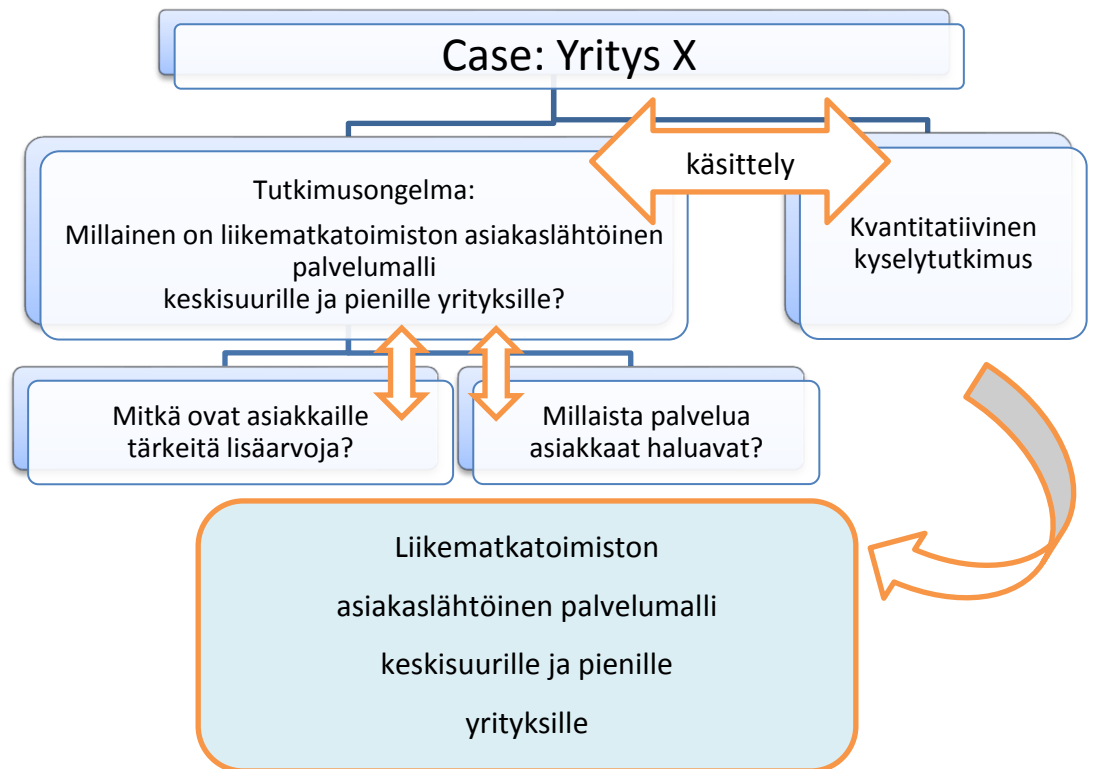 Case: Yritys X
käsittely
Tutkimusongelma:
Millainen on liikematkatoimiston asiakaslähtöinen
palvelumalli
keskisuurille ja pienille yrityksille?
Kvantitatiivinen
kyselytutkimus
Mitkä ovat asiakkaille
tärkeitä lisäarvoja?
Millaista palvelua
asiakkaat haluavat?
Liikematkatoimiston
asiakaslähtöinen palvelumalli
keskisuurille ja pienille
yrityksille